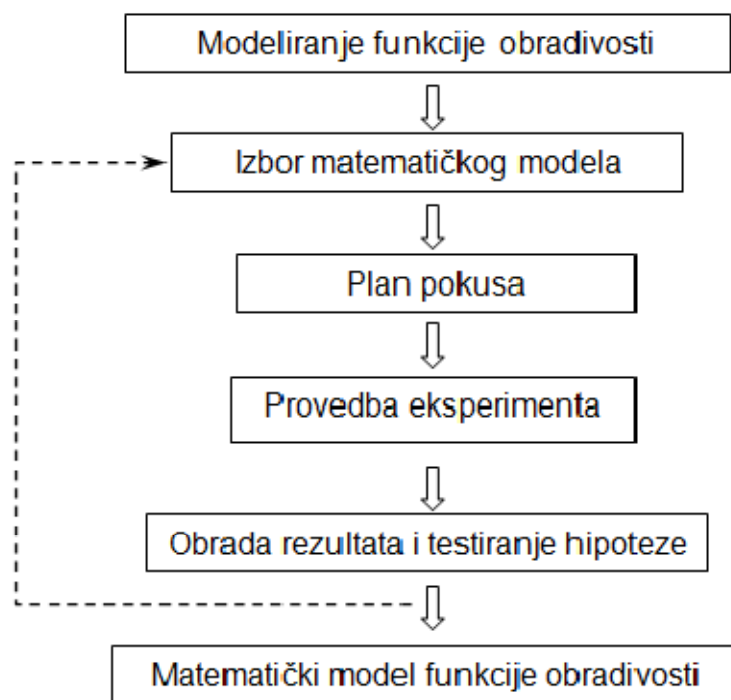 Modeliranje funkcije obradivosti
Izbor matematičkog modela
Plan pokusa
Provedba eksperimenta
Obrada rezultata i testiranje hipoteze
Matematički model funkcije obradivosti